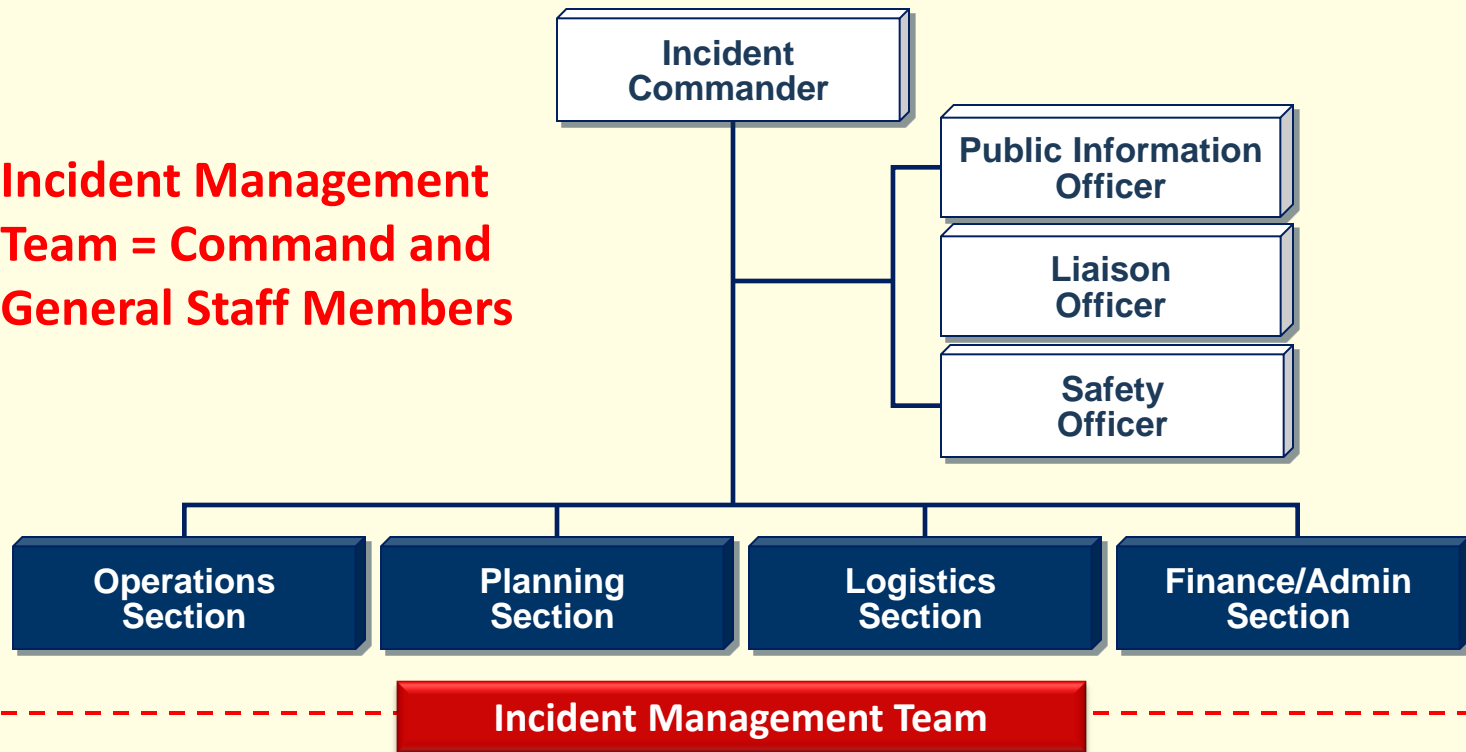 Incident
Commander
Public Information
Officer
Incident Management
Team = Command and
General Staff Members
Liaison
Officer
Safety
Officer
Operations
Section
Planning
Section
Logistics
Section
Finance/Admin
Section
Incident Management Team